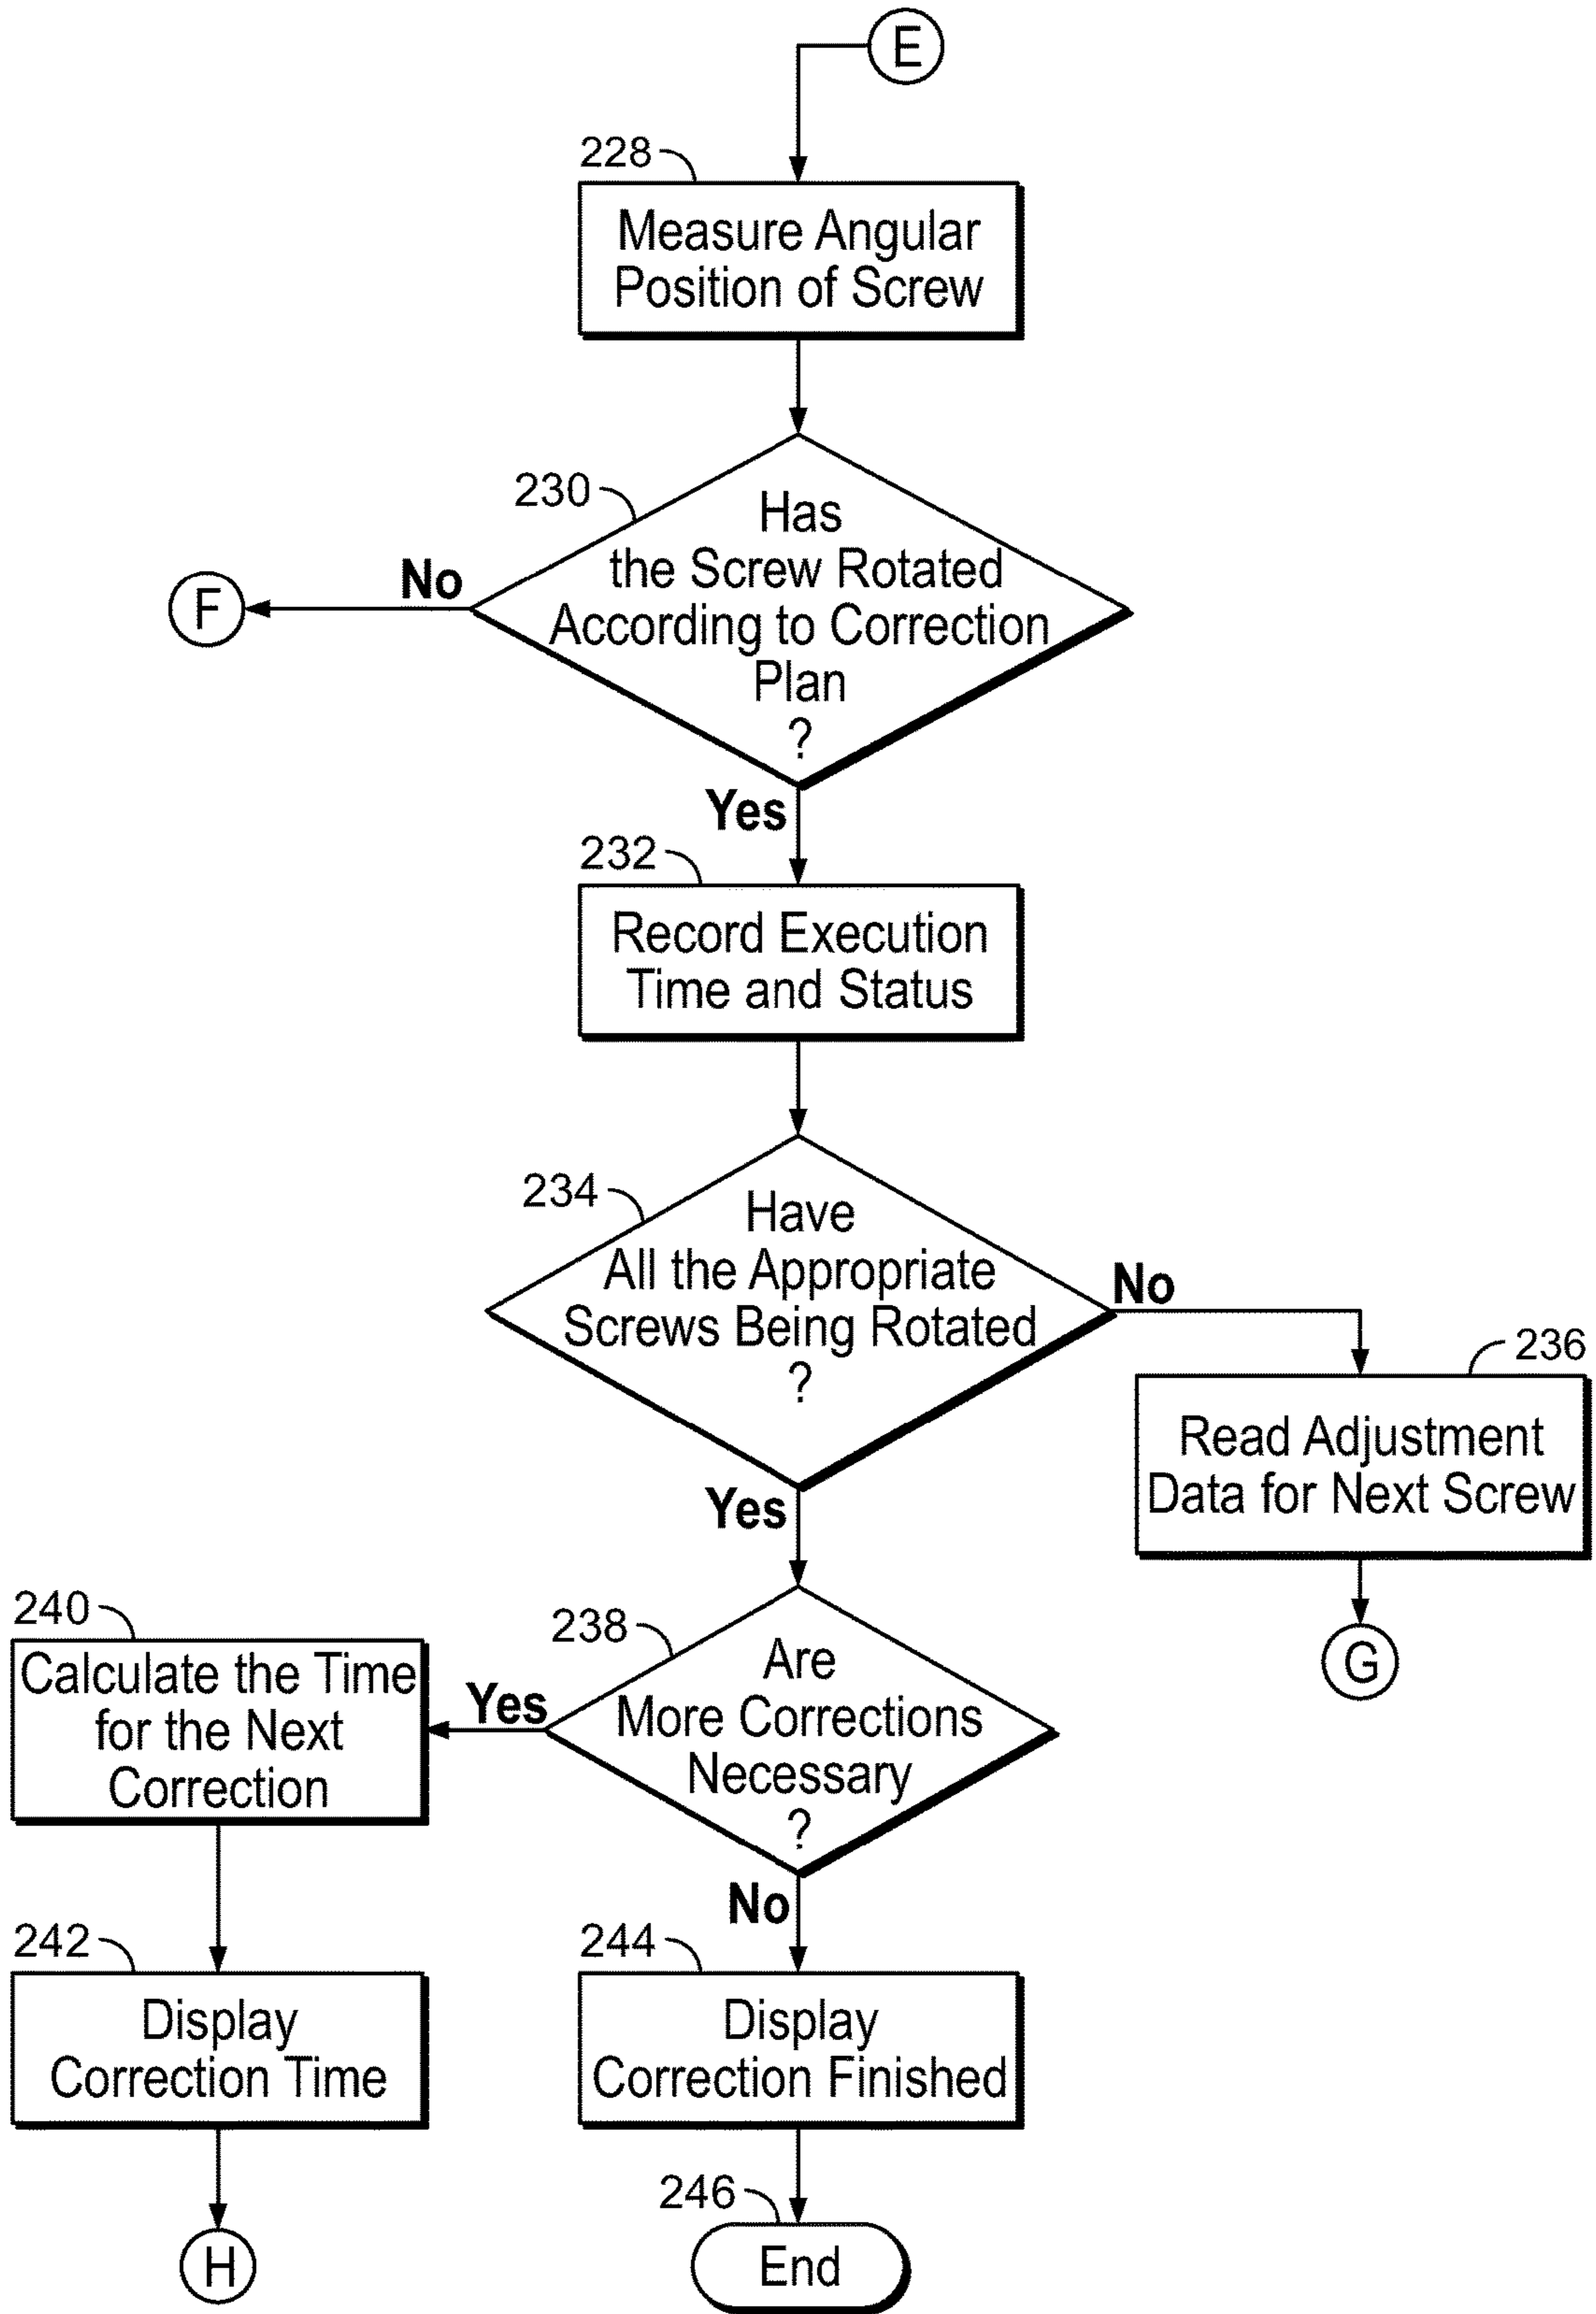 E
228
Measure Angular
Position of Screw
230
Has
the Screw Rotated
According to Correction
Plan
?
No
F
Yes
232
Record Execution
Time and Status
234
Have
All the Appropriate
Screws Being Rotated
?
No
236
Read Adjustment
Data for Next Screw
G
Yes
238
Are
More Corrections
Necessary
?
Yes
240
Calculate the Time
for the Next
Correction
242
Display
Correction Time
H
No
244
Display
Correction Finished
246
End